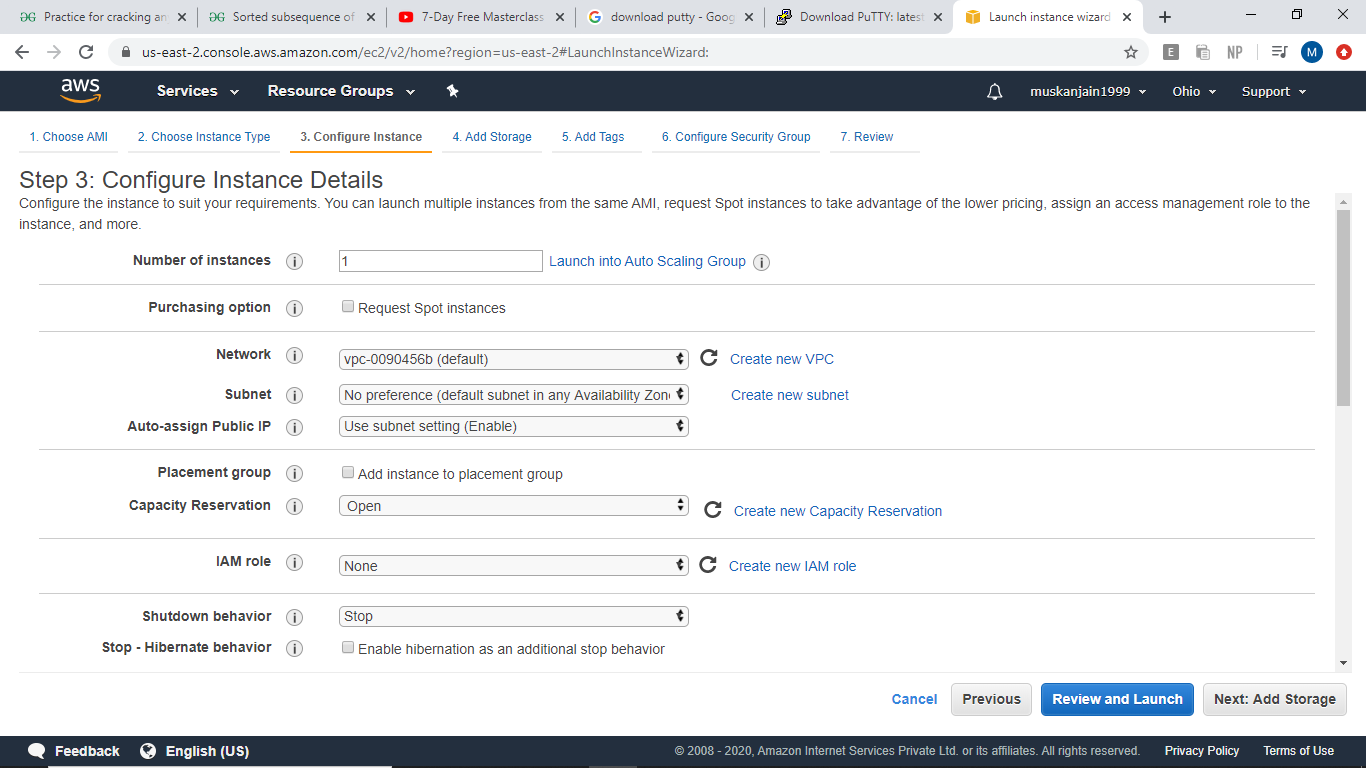 Practice for cracking an
Sorted subsequence of
7-Day Free Masterclass
download putty - Goog
Download PuTTY: latest
Launch instance wizard
us-east-2.console.aws.amazon.com/ec2/v2/home?region=us-east-2#LaunchInstanceWizard:
E
NP
M
aws
Services
Resource Groups
muskanjain1999
Ohio
Support
1. Choose AMI
2. Choose Instance Type
3. Configure Instance
4. Add Storage
5. Add Tags
6. Configure Security Group
7. Review
Step 3: Configure Instance Details
Configure the instance to suit your requirements. You can launch multiple instances from the same AMI, request Spot instances to take advantage of the lower pricing, assign an access management role to the
instance, and more.
Number of instances i 1 Launch into Auto Scaling Group i
Purchasing option i Request Spot instances
Network i vpc-0090456b (default) Create new VPC
Subnet i No preference (default subnet in any Availability Zon Create new subnet
Auto-assign Public IP i Use subnet setting (Enable)
Placement group i Add instance to placement group
Capacity Reservation i Open Create new Capacity Reservation
IAM role i None Create new IAM role
Shutdown behavior i Stop
Stop - Hibernate behavior i Enable hibernation as an additional stop behavior
Cancel Previous Review and Launch Next: Add Storage
Feedback English (US) © 2008 - 2020, Amazon Internet Services Private Ltd. or its affiliates. All rights reserved. Privacy Policy Terms of Use